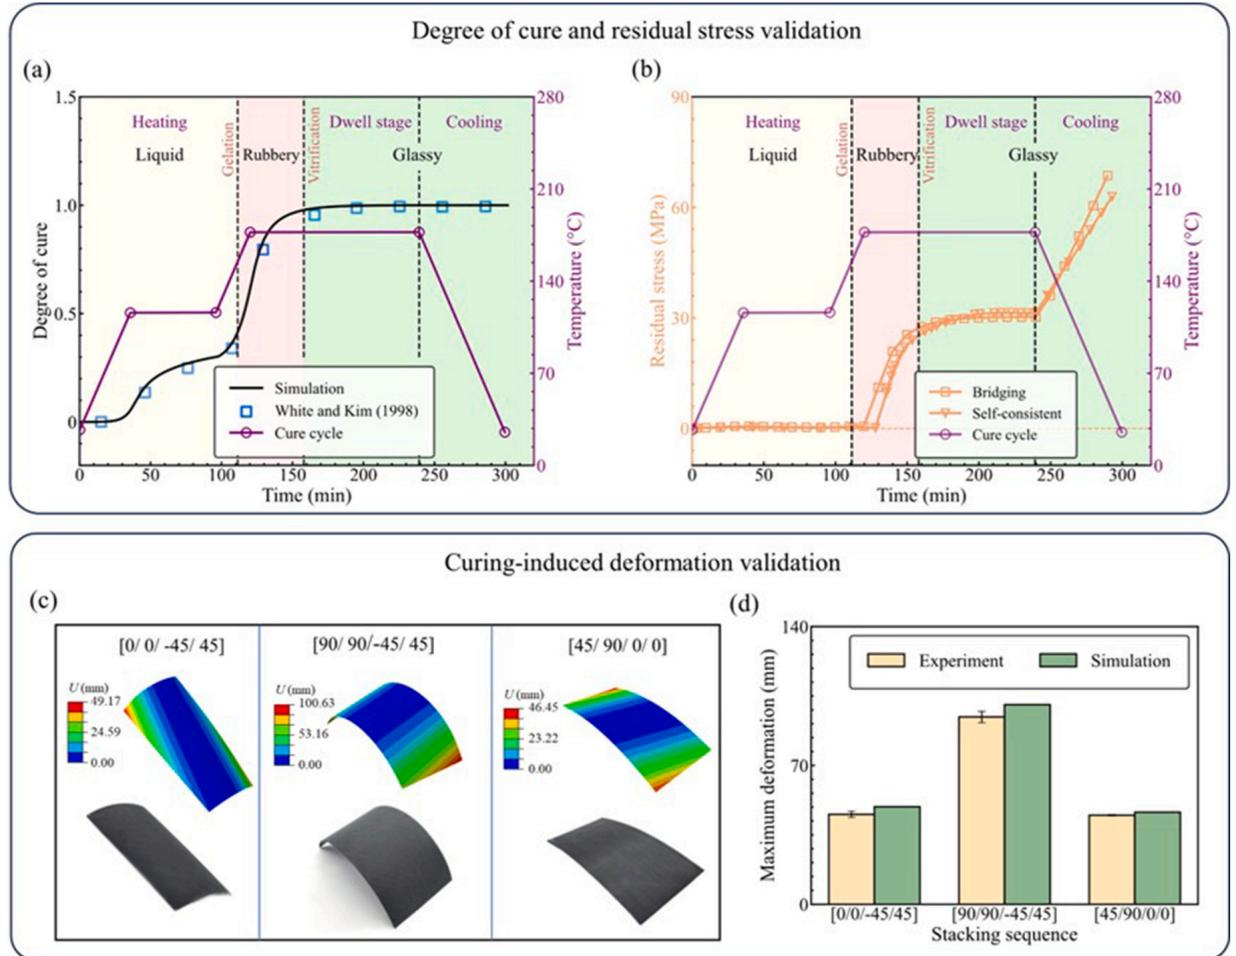 Degree of cure and residual stress validation
(a)
1.5
1.0
0.5
0
Degree of cure
280
210
140
70
0
Temperature (°C)
Heating
Dwell stage
Cooling
Liquid
Gelation
Rubbery
Vitrification
Glassy
Simulation
White and Kim (1998)
Cure cycle
0 50 100 150 200 250 300
Time (min)
(b)
90
60
30
0
Residual stress (MPa)
280
210
140
70
0
Temperature (°C)
Heating
Dwell stage
Cooling
Liquid
Gelation
Rubbery
Vitrification
Glassy
Bridging
Self-consistent
Cure cycle
0 50 100 150 200 250 300
Time (min)
Curing-induced deformation validation
(c)
[0/ 0/ -45/ 45]
U (mm)
49.17
24.59
0.00
[90/ 90/-45/ 45]
U (mm)
100.63
53.16
0.00
[45/ 90/ 0/ 0]
U (mm)
46.45
23.22
0.00
(d)
140
70
0
Maximum deformation (mm)
Experiment
Simulation
[0/0/-45/45]
[90/90/-45/45]
[45/90/0/0]
Stacking sequence